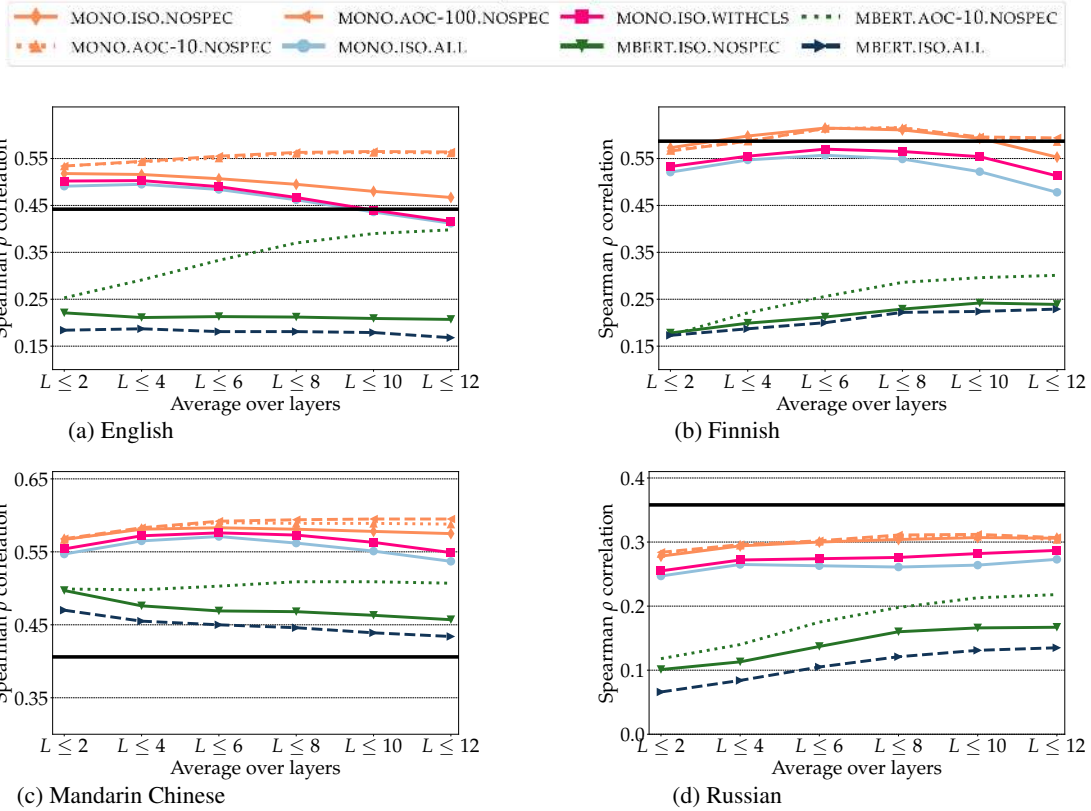 MONO.ISO.NOSPEC MONO.AOC-100.NOSPEC MONO.ISO.WITHCLS MBERT.AOC-10.NOSPEC
MONO.AOC-10.NOSPEC MONO.ISO.ALL MBERT.ISO.NOSPEC MBERT.ISO.ALL
Spearman ρ correlation
0.55
0.45
0.35
0.25
0.15
L ≤ 2 L ≤ 4 L ≤ 6 L ≤ 8 L ≤ 10 L ≤ 12
Average over layers
(a) English
Spearman ρ correlation
0.55
0.45
0.35
0.25
0.15
L ≤ 2 L ≤ 4 L ≤ 6 L ≤ 8 L ≤ 10 L ≤ 12
Average over layers
(b) Finnish
Spearman ρ correlation
0.65
0.55
0.45
0.35
L ≤ 2 L ≤ 4 L ≤ 6 L ≤ 8 L ≤ 10 L ≤ 12
Average over layers
(c) Mandarin Chinese
Spearman ρ correlation
0.4
0.3
0.2
0.1
0.0
L ≤ 2 L ≤ 4 L ≤ 6 L ≤ 8 L ≤ 10 L ≤ 12
Average over layers
(d) Russian